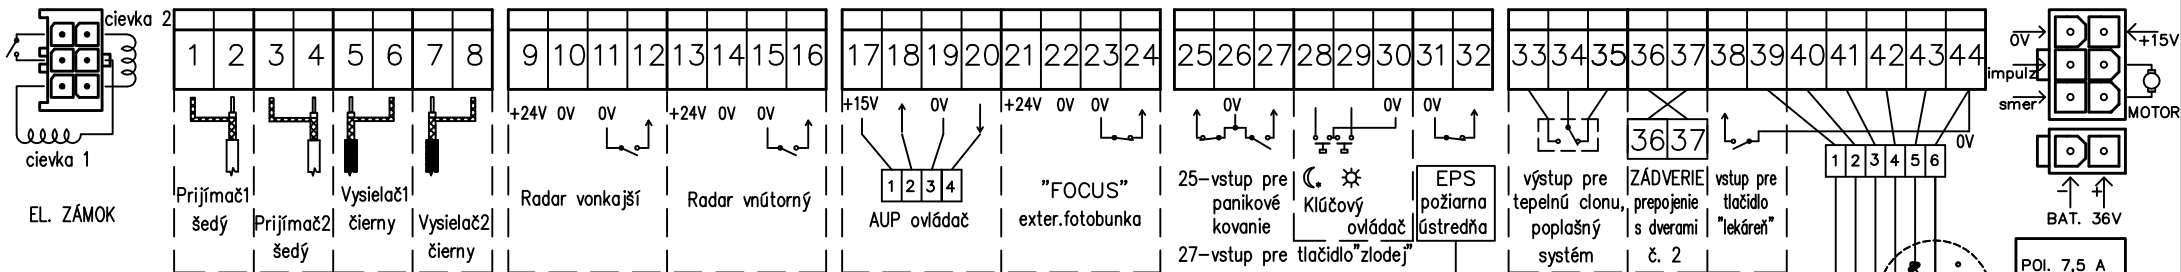 cievka 2
cievka 1
EL. ZÁMOK
1 2 3 4 5 6 7 8
Prijímač1
šedý
Prijímač2
šedý
Vysielač1
čierny
Vysielač2
čierny
9 10 11 12 13 14 15 16
+24V 0V 0V
Radar vonkajší
+24V 0V 0V
Radar vnútorný
17 18 19 20 21 22 23 24
+15V 0V
1 2 3 4
AUP ovládač
+24V 0V 0V
"FOCUS"
exter.fotobunka
25 26 27 28 29 30 31 32
0V
25-vstup pre
panikové
kovanie
27-vstup pre tlačidlo"zlodej"
0V
Kĺúčový
ovládač
0V
EPS
požiarna
ústredňa
33 34 35 36 37 38 39 40 41 42 43 44
výstup pre
tepelnú clonu,
poplašný
systém
36 37
ZÁDVERIE
prepojenie
s dverami
č. 2
vstup pre
tlačidlo
"lekáreň"
0V
1 2 3 4 5 6
0V
+15V
impulz
smer
MOTOR
- +
BAT. 36V
POI. 7,5 A